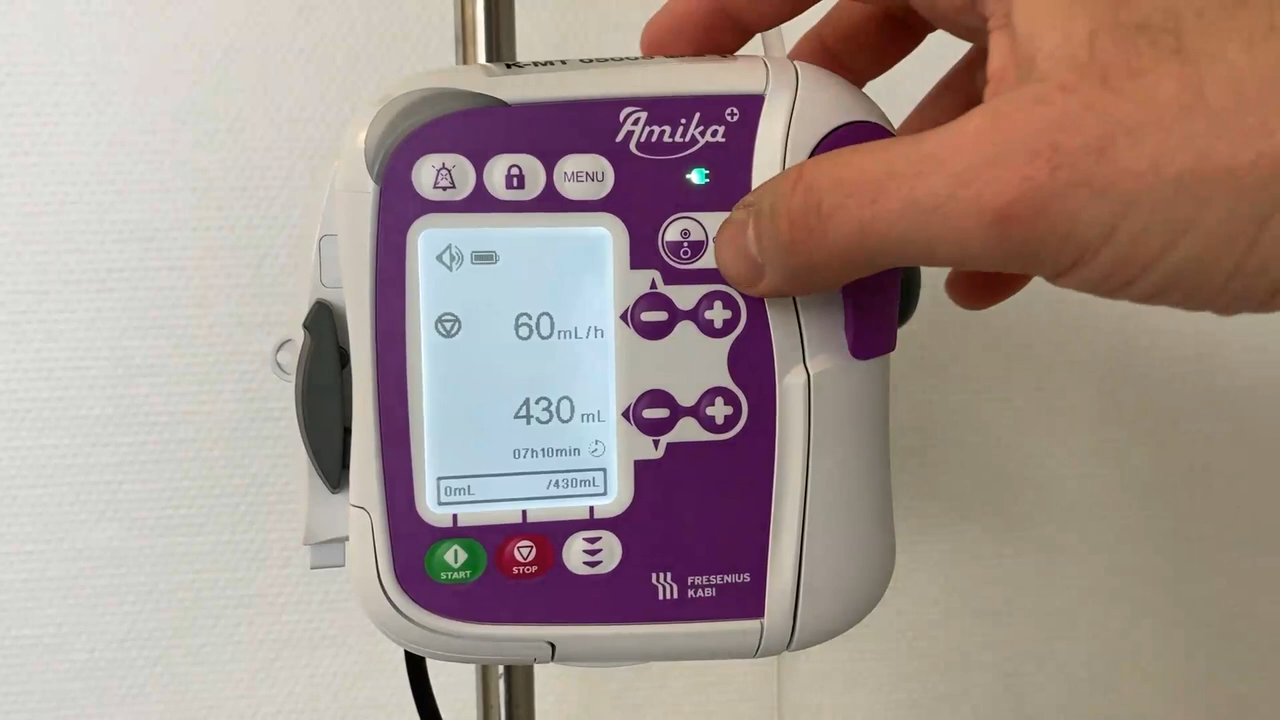 Amika+
MENU
60 mL/h
430 mL
07h10min
0mL /430mL
START
STOP
FRESENIUS
KABI